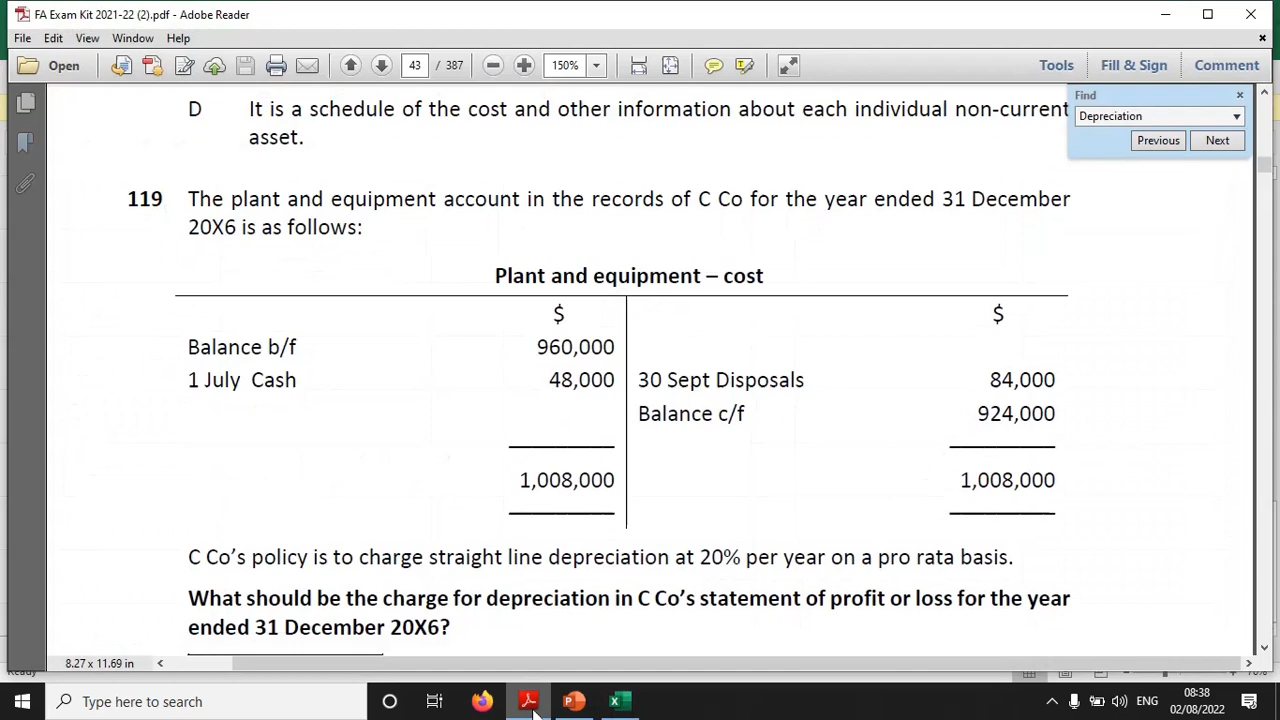 FA Exam Kit 2021-22 (2).pdf - Adobe Reader
File Edit View Window Help
Open 43 / 387 150% Tools Fill & Sign Comment
Find
Depreciation
Previous Next
D It is a schedule of the cost and other information about each individual non-current
asset.
119 The plant and equipment account in the records of C Co for the year ended 31 December
20X6 is as follows:
Plant and equipment – cost
$ $
Balance b/f 960,000
1 July Cash 48,000 30 Sept Disposals 84,000
Balance c/f 924,000
1,008,000 1,008,000
C Co’s policy is to charge straight line depreciation at 20% per year on a pro rata basis.
What should be the charge for depreciation in C Co’s statement of profit or loss for the year
ended 31 December 20X6?
8.27 x 11.69 in
Type here to search
ENG
08:38
02/08/2022